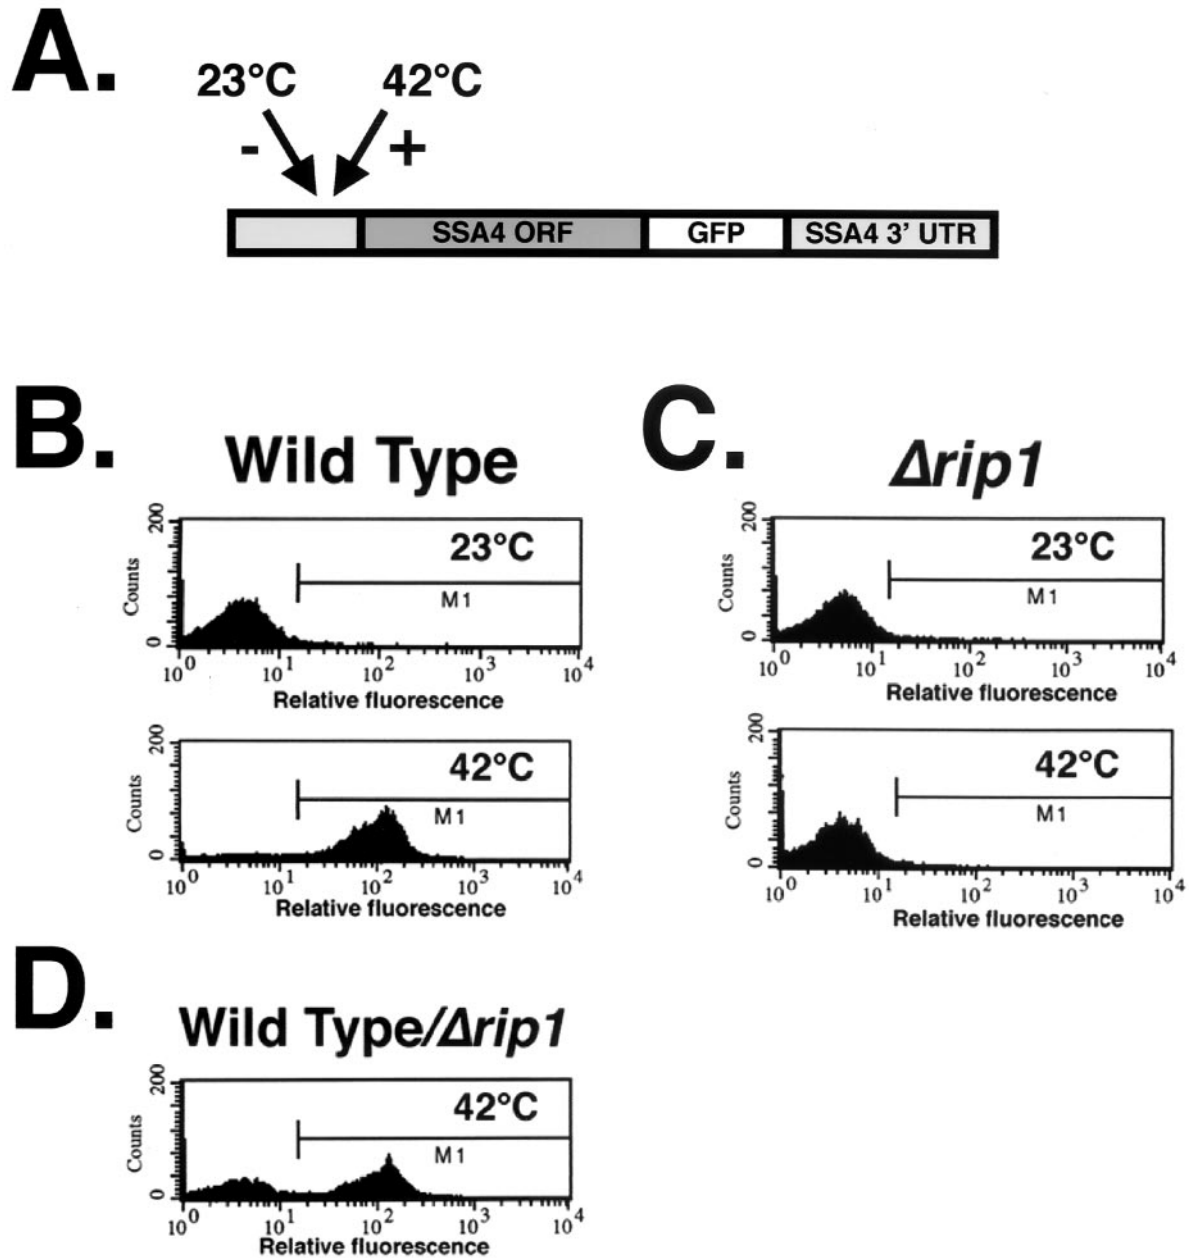 A.
23°C 42°C
- +
SSA4 ORF GFP SSA4 3' UTR
B.
Wild Type
200
Counts
0
23°C
M1
10^0 10^1 10^2 10^3 10^4
Relative fluorescence
200
Counts
0
42°C
M1
10^0 10^1 10^2 10^3 10^4
Relative fluorescence
C.
Δrip1
200
Counts
0
23°C
M1
10^0 10^1 10^2 10^3 10^4
Relative fluorescence
200
Counts
0
42°C
M1
10^0 10^1 10^2 10^3 10^4
Relative fluorescence
D.
Wild Type/Δrip1
200
Counts
0
42°C
M1
10^0 10^1 10^2 10^3 10^4
Relative fluorescence